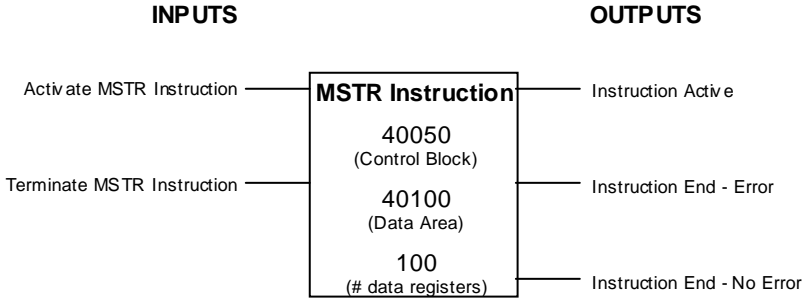 INPUTS OUTPUTS
Activate MSTR Instruction MSTR Instruction Instruction Active
40050
(Control Block)
Terminate MSTR Instruction Instruction End - Error
40100
(Data Area)
100
(# data registers) Instruction End - No Error